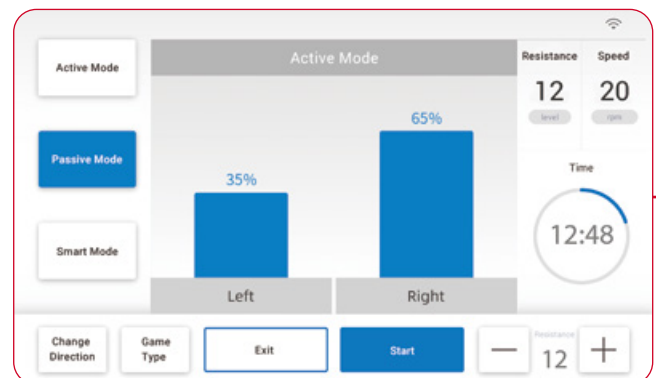 Active Mode
Passive Mode
Smart Mode
Active Mode
35%
65%
Left
Right
Resistance
Speed
12
20
level
rpm
Time
12:48
Change
Direction
Game
Type
Exit
Start
—
Resistance
12
+